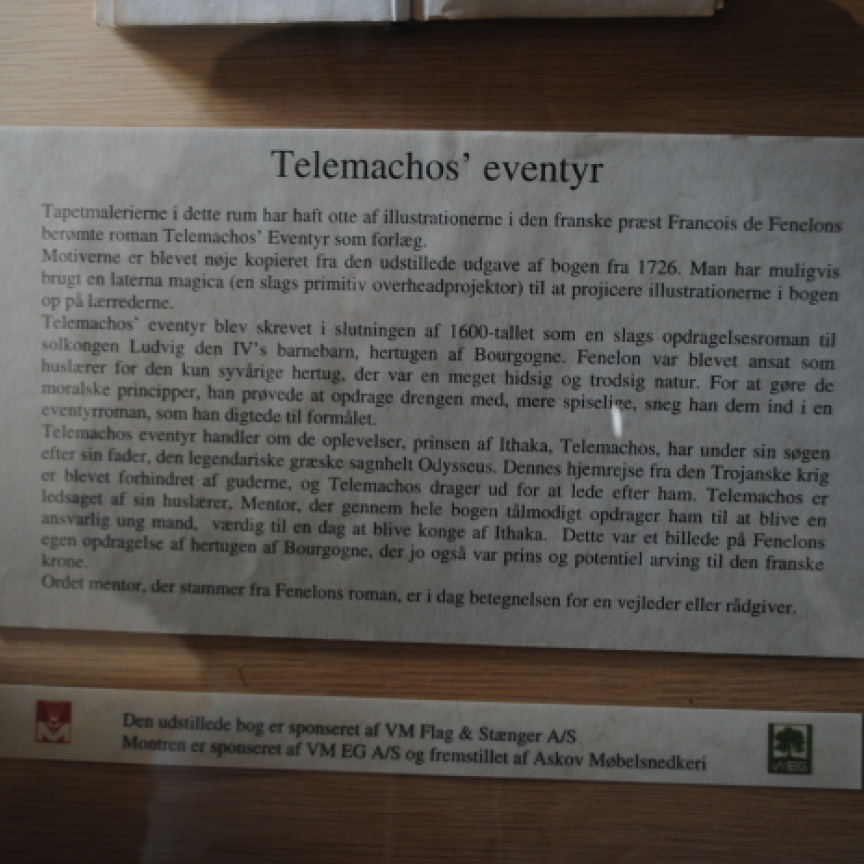 Telemachos' eventyr
Tapetmalerierne i dette rum har haft otte af illustrationerne i den franske præst Francois de Fenelons
berømte roman Telemachos' Eventyr som forlæg.
Motiverne er blevet nøje kopieret fra den udstillede udgave af bogen fra 1726. Man har muligvis
brugt en laterna magica (en slags primitiv overheadprojektor) til at projicere illustrationerne i bogen
op på lærrederne.
Telemachos' eventyr blev skrevet i slutningen af 1600-tallet som en slags opdragelsesroman til
solkongen Ludvig den IV's barnebarn, hertugen af Bourgogne. Fenelon var blevet ansat som
huslærer for den kun syvårige hertug, der var en meget hidsig og trodsig natur. For at gøre de
moralske principper, han prøvede at opdrage drengen med, mere spiselige, sneg han dem ind i en
eventyrroman, som han digtede til formålet.
Telemachos eventyr handler om de oplevelser, prinsen af Ithaka, Telemachos, har under sin søgen
efter sin fader, den legendariske græske sagnhelt Odysseus. Dennes hjemrejse fra den Trojanske krig
er blevet forhindret af guderne, og Telemachos drager ud for at lede efter ham. Telemachos er
ledsaget af sin huslærer, Mentor, der gennem hele bogen tålmodigt opdrager ham til at blive en
ansvarlig ung mand, værdig til en dag at blive konge af Ithaka. Dette var et billede på Fenelons
egen opdragelse af hertugen af Bourgogne, der jo også var prins og potentiel arving til den franske
krone.
Ordet mentor, der stammer fra Fenelons roman, er i dag betegnelsen for en vejleder eller rådgiver.
Den udstillede bog er sponseret af VM Flag & Stænger A/S
Montren er sponseret af VM EG A/S og fremstillet af Askov Møbelsnedkeri